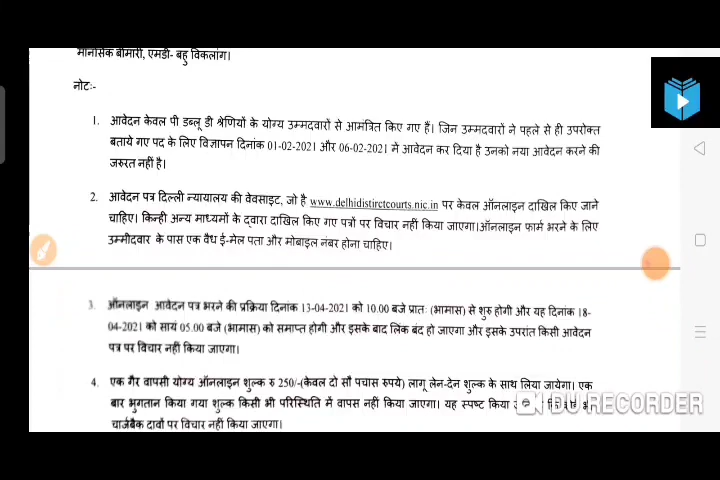 मानसिक बीमारी, एमडी- बहु विकलांग।
नोटः-
1. आवेदन केवल पी डब्लू डी श्रेणियों के योग्य उम्मदवारों से आमंत्रित किए गए हैं। जिन उम्मदवारों ने पहले से ही उपरोक्त
बताये गए पद के लिए विज्ञापन दिनांक 01-02-2021 और 06-02-2021 में आवेदन कर दिया है उनको नया आवेदन करने की
जरुरत नहीं है।
2. आवेदन पत्र दिल्ली न्यायालय की वेवसाइट, जो है www.delhidistirctcourts.nic.in पर केवल ऑनलाइन दाखिल किए जाने
चाहिए। किन्ही अन्य माध्यमों के द्वारा दाखिल किए गए पत्रों पर विचार नहीं किया जाएगा।ऑनलाइन फार्म भरने के लिए
उम्मीदवार के पास एक वैध ई-मेल पता और मोबाइल नंबर होना चाहिए।
3. ऑनलाइन आवेदन पत्र भरने की प्रक्रिया दिनांक 13-04-2021 को 10.00 बजे प्रातः (भामास) से शुरु होगी और यह दिनांक 18-
04-2021 को सायं 05.00 बजे (भामास) को समाप्त होगी और इसके बाद लिक बंद हो जाएगा और इसके उपरांत किसी आवेदन
पत्र पर विचार नहीं किया जाएगा।
4. एक गैर वापसी योग्य ऑनलाइन शुल्क रु 250/-(केवल दो सौ पचास रुपये) लागू लेन-देन शुल्क के साथ लिया जायेगा। एक
बार भुगतान किया गया शुल्क किसी भी परिस्थिति में वापस नहीं किया जाएगा। यह स्पष्ट किया
चार्जबैक दावों पर विचार नहीं किया जाएगा।
DU RECORDER